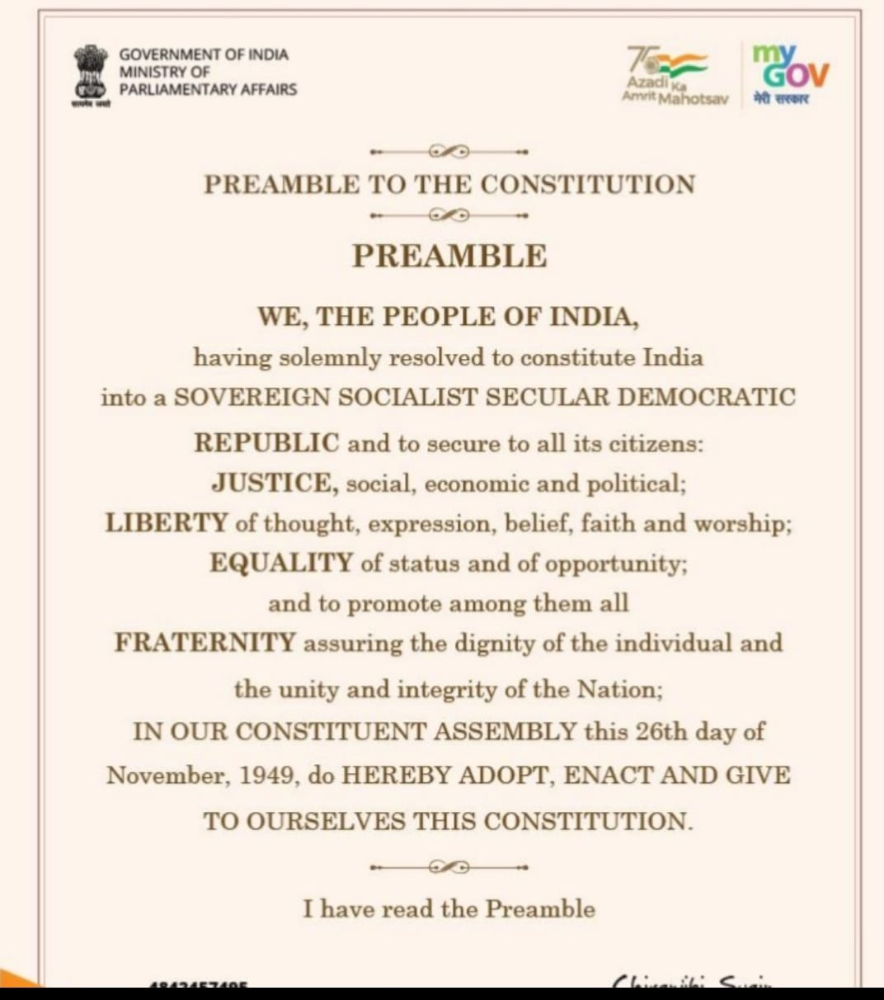 GOVERNMENT OF INDIA
MINISTRY OF
PARLIAMENTARY AFFAIRS
सत्यमेव जयते
75
Azadi Ka
Amrit Mahotsav
my
GOV
मेरी सरकार
PREAMBLE TO THE CONSTITUTION
PREAMBLE
WE, THE PEOPLE OF INDIA,
having solemnly resolved to constitute India
into a SOVEREIGN SOCIALIST SECULAR DEMOCRATIC
REPUBLIC and to secure to all its citizens:
JUSTICE, social, economic and political;
LIBERTY of thought, expression, belief, faith and worship;
EQUALITY of status and of opportunity;
and to promote among them all
FRATERNITY assuring the dignity of the individual and
the unity and integrity of the Nation;
IN OUR CONSTITUENT ASSEMBLY this 26th day of
November, 1949, do HEREBY ADOPT, ENACT AND GIVE
TO OURSELVES THIS CONSTITUTION.
I have read the Preamble